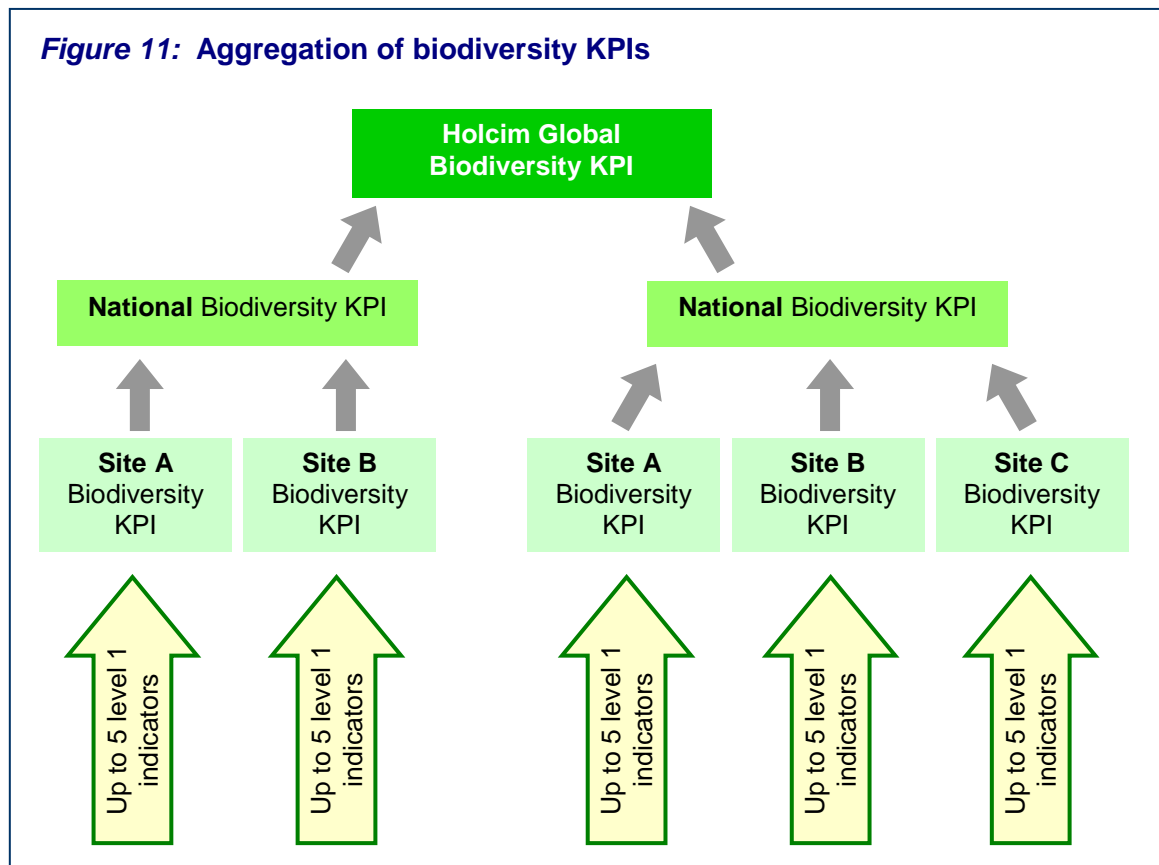 Figure 11: Aggregation of biodiversity KPIs
Holcim Global
Biodiversity KPI
National Biodiversity KPI
National Biodiversity KPI
Site A
Biodiversity
KPI
Site B
Biodiversity
KPI
Site A
Biodiversity
KPI
Site B
Biodiversity
KPI
Site C
Biodiversity
KPI
Up to 5 level 1
indicators
Up to 5 level 1
indicators
Up to 5 level 1
indicators
Up to 5 level 1
indicators
Up to 5 level 1
indicators